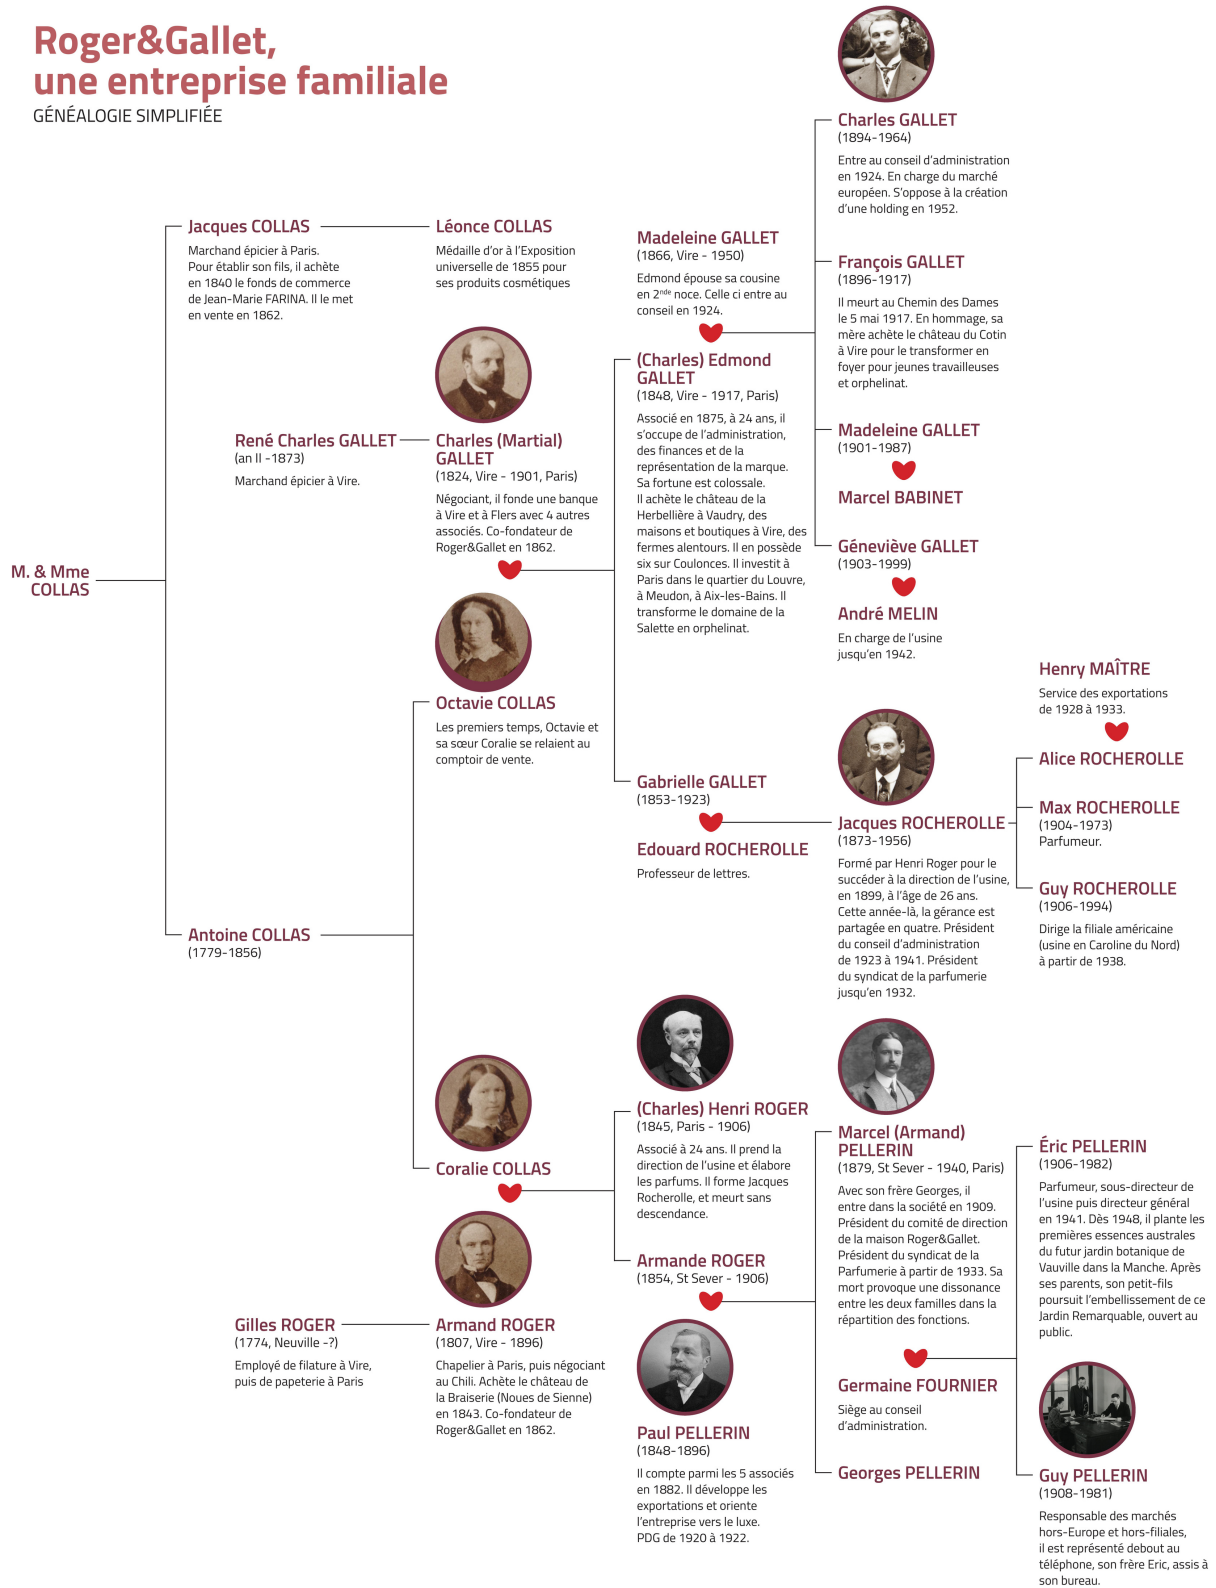 Roger&Gallet,
une entreprise familiale
GÉNÉALOGIE SIMPLIFIÉE
M. & Mme
COLLAS
Jacques COLLAS
Marchand épicier à Paris.
Pour établir son fils, il achète
en 1840 le fonds de commerce
de Jean-Marie FARINA. Il le met
en vente en 1862.
Léonce COLLAS
Médaille d’or à l’Exposition
universelle de 1855 pour
ses produits cosmétiques
René Charles GALLET
(an II -1873)
Marchand épicier à Vire.
Charles (Martial)
GALLET
(1824, Vire - 1901, Paris)
Négociant, il fonde une banque
à Vire et à Flers avec 4 autres
associés. Co-fondateur de
Roger&Gallet en 1862.
Octavie COLLAS
Les premiers temps, Octavie et
sa sœur Coralie se relaient au
comptoir de vente.
Madeleine GALLET
(1866, Vire - 1950)
Edmond épouse sa cousine
en 2nde noce. Celle ci entre au
conseil en 1924.
(Charles) Edmond
GALLET
(1848, Vire - 1917, Paris)
Associé en 1875, à 24 ans, il
s’occupe de l’administration,
des finances et de la
représentation de la marque.
Sa fortune est colossale.
Il achète le château de la
Herbellière à Vaudry, des
maisons et boutiques à Vire, des
fermes alentours. Il en possède
six sur Coulonces. Il investit à
Paris dans le quartier du Louvre,
à Meudon, à Aix-les-Bains. Il
transforme le domaine de la
Salette en orphelinat.
Charles GALLET
(1894-1964)
Entre au conseil d’administration
en 1924. En charge du marché
européen. S’oppose à la création
d’une holding en 1952.
François GALLET
(1896-1917)
Il meurt au Chemin des Dames
le 5 mai 1917. En hommage, sa
mère achète le château du Cotin
à Vire pour le transformer en
foyer pour jeunes travailleuses
et orphelinat.
Madeleine GALLET
(1901-1987)
Marcel BABINET
Géneviève GALLET
(1903-1999)
André MELIN
En charge de l’usine
jusqu’en 1942.
Gabrielle GALLET
(1853-1923)
Edouard ROCHEROLLE
Professeur de lettres.
Jacques ROCHEROLLE
(1873-1956)
Formé par Henri Roger pour le
succéder à la direction de l’usine,
en 1899, à l’âge de 26 ans.
Cette année-là, la gérance est
partagée en quatre. Président
du conseil d’administration
de 1923 à 1941. Président
du syndicat de la parfumerie
jusqu’en 1932.
Henry MAÎTRE
Service des exportations
de 1928 à 1933.
Alice ROCHEROLLE
Max ROCHEROLLE
(1904-1973)
Parfumeur.
Guy ROCHEROLLE
(1906-1994)
Dirige la filiale américaine
(usine en Caroline du Nord)
à partir de 1938.
Antoine COLLAS
(1779-1856)
Coralie COLLAS
Gilles ROGER
(1774, Neuville -?)
Employé de filature à Vire,
puis de papeterie à Paris
Armand ROGER
(1807, Vire - 1896)
Chapelier à Paris, puis négociant
au Chili. Achète le château de
la Braiserie (Noues de Sienne)
en 1843. Co-fondateur de
Roger&Gallet en 1862.
(Charles) Henri ROGER
(1845, Paris - 1906)
Associé à 24 ans. Il prend la
direction de l’usine et élabore
les parfums. Il forme Jacques
Rocherolle, et meurt sans
descendance.
Armande ROGER
(1854, St Sever - 1906)
Paul PELLERIN
(1848-1896)
Il compte parmi les 5 associés
en 1882. Il développe les
exportations et oriente
l’entreprise vers le luxe.
PDG de 1920 à 1922.
Marcel (Armand)
PELLERIN
(1879, St Sever - 1940, Paris)
Avec son frère Georges, il
entre dans la société en 1909.
Président du comité de direction
de la maison Roger&Gallet.
Président du syndicat de la
Parfumerie à partir de 1933. Sa
mort provoque une dissonance
entre les deux familles dans la
répartition des fonctions.
Germaine FOURNIER
Siège au conseil
d’administration.
Georges PELLERIN
Éric PELLERIN
(1906-1982)
Parfumeur, sous-directeur de
l’usine puis directeur général
en 1941. Dès 1948, il plante les
premières essences australes
du futur jardin botanique de
Vauville dans la Manche. Après
ses parents, son petit-fils
poursuit l’embellissement de ce
Jardin Remarquable, ouvert au
public.
Guy PELLERIN
(1908-1981)
Responsable des marchés
hors-Europe et hors-filiales,
il est représenté debout au
téléphone, son frère Eric, assis à
son bureau.